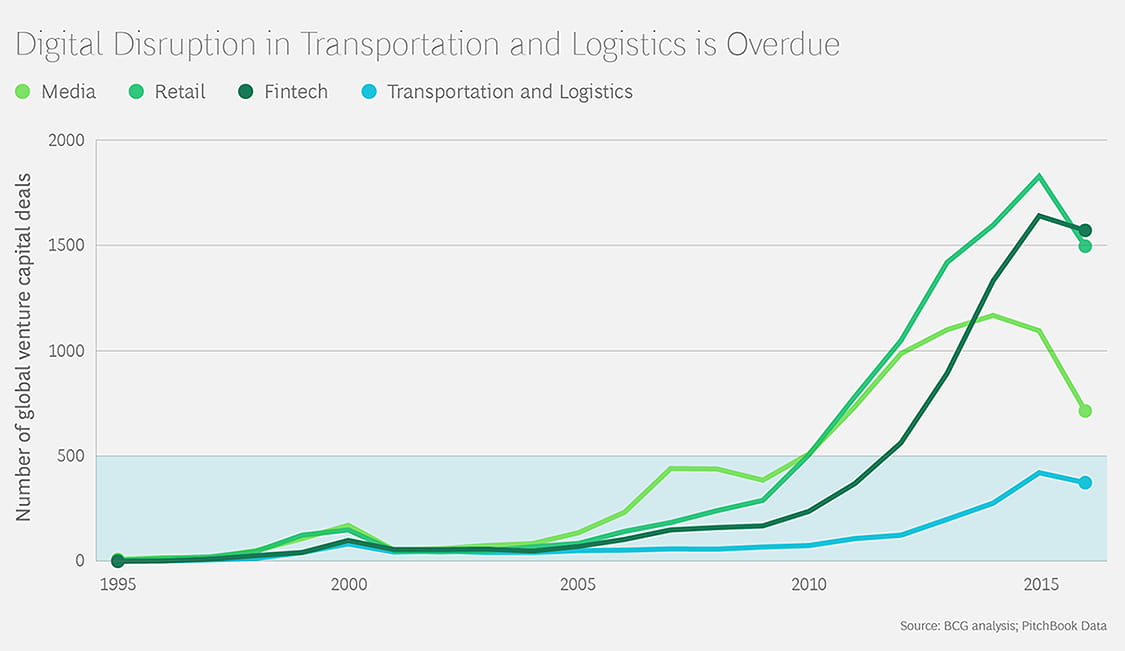 Digital Disruption in Transportation and Logistics is Overdue
Media Retail Fintech Transportation and Logistics
Number of global venture capital deals
2000
1500
1000
500
0
1995 2000 2005 2010 2015
Source: BCG analysis; PitchBook Data